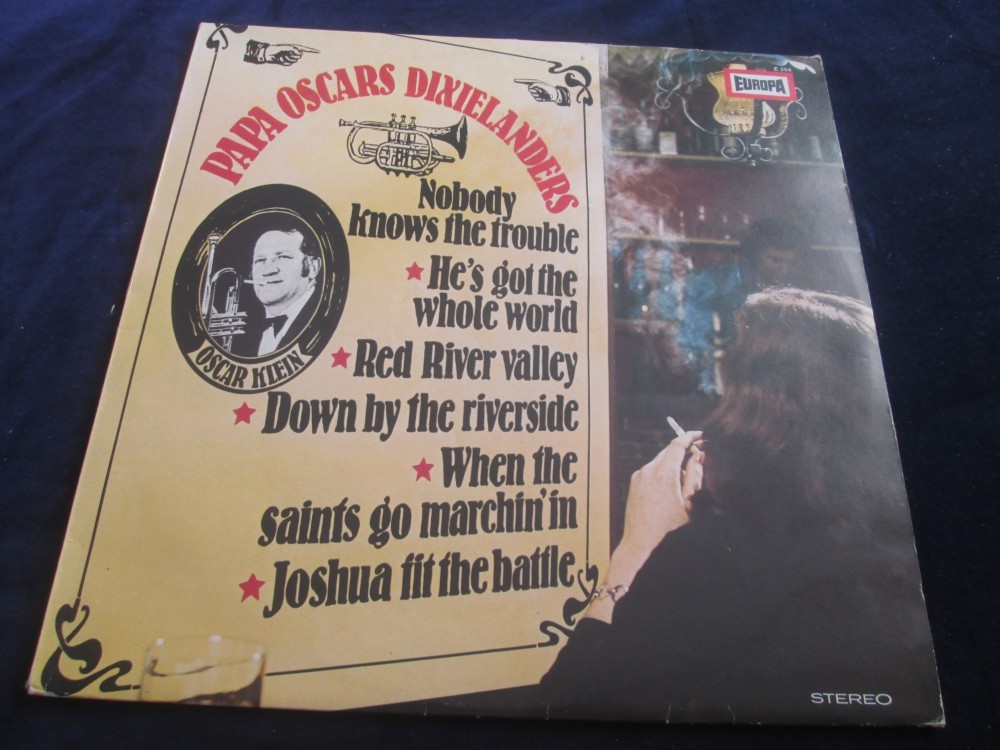 PAPA OSCARS DIXIELANDERS
E 354
EUROPA
Nobody
knows the trouble
He's got the
whole world
Red River valley
OSCAR KLEIN
Down by the riverside
When the
saints go marchin' in
Joshua fit the battle
STEREO